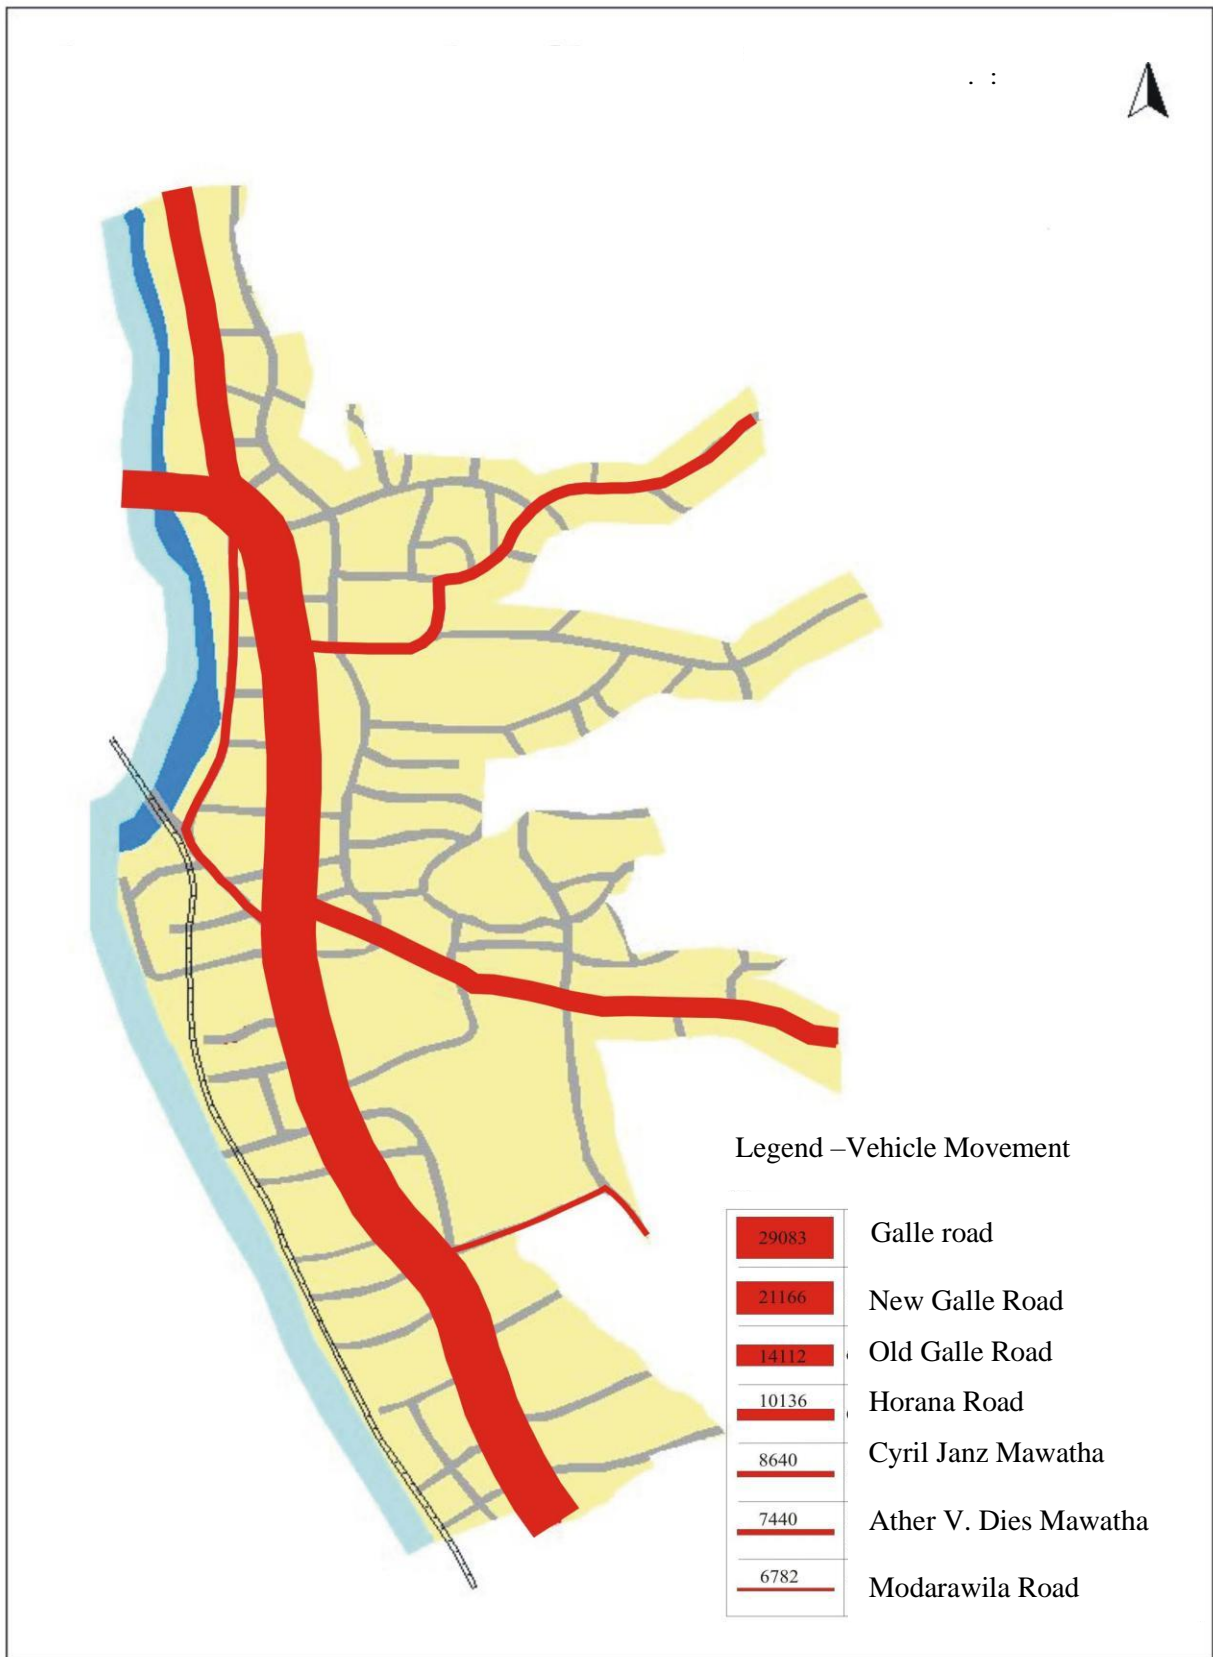 Legend –Vehicle Movement
29083 Galle road
21166 New Galle Road
14112 Old Galle Road
10136 Horana Road
8640 Cyril Janz Mawatha
7440 Ather V. Dies Mawatha
6782 Modarawila Road